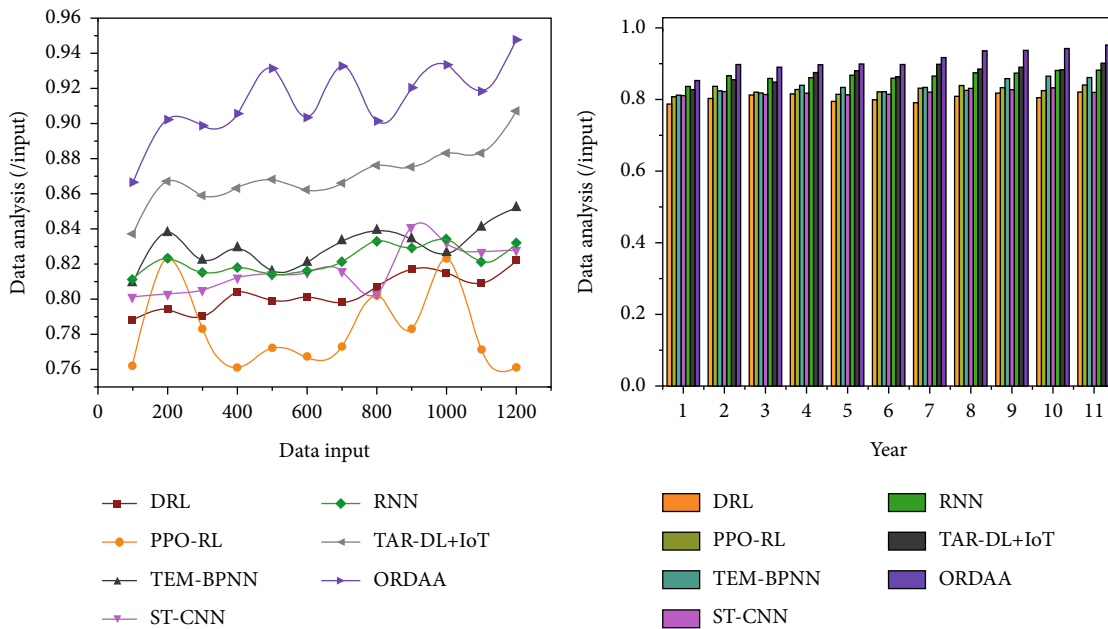 0.96
0.94
0.92
0.90
0.88
0.86
0.84
0.82
0.80
0.78
0.76
Data analysis (/input)
0 200 400 600 800 1000 1200
Data input
DRL
PPO-RL
TEM-BPNN
ST-CNN
RNN
TAR-DL+IoT
ORDAA
1.0
0.8
0.6
0.4
0.2
0.0
Data analysis (/input)
1 2 3 4 5 6 7 8 9 10 11
Year
DRL
PPO-RL
TEM-BPNN
ST-CNN
RNN
TAR-DL+IoT
ORDAA